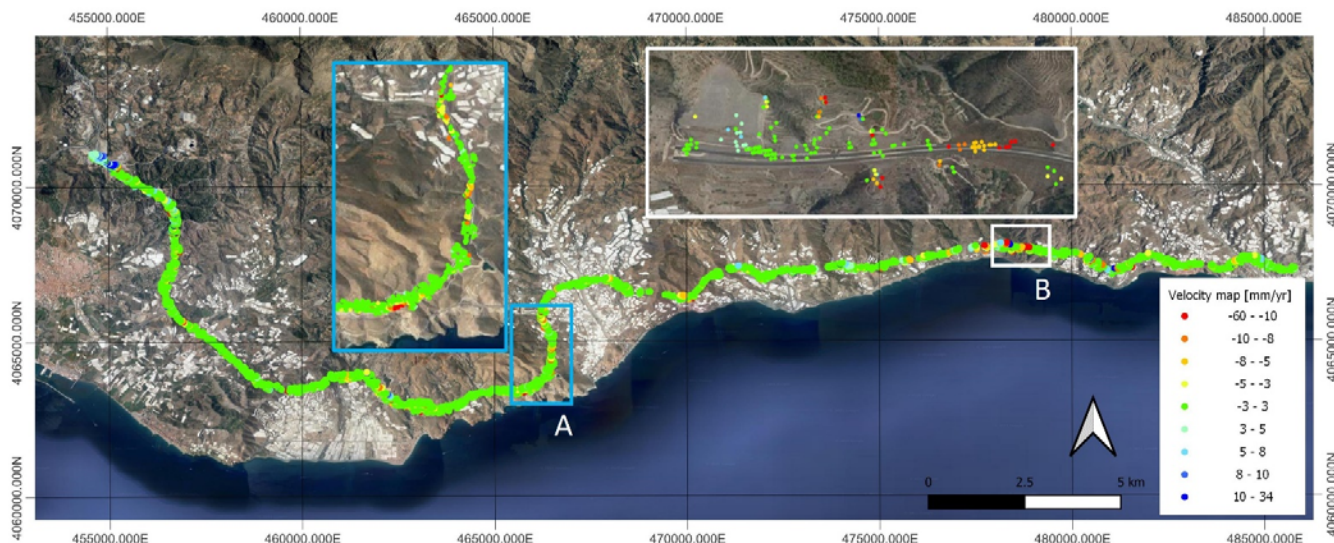 455000.000E 460000.000E 465000.000E 470000.000E 475000.000E 480000.000E 485000.000E
4070000.000N 4070000.000N
4065000.000N 4065000.000N
4060000.000N 4060000.000N
A
B
Velocity map [mm/yr]
-60 - -10
-10 - -8
-8 - -5
-5 - -3
-3 - 3
3 - 5
5 - 8
8 - 10
10 - 34
0 2.5 5 km
455000.000E 460000.000E 465000.000E 470000.000E 475000.000E 480000.000E 485000.000E